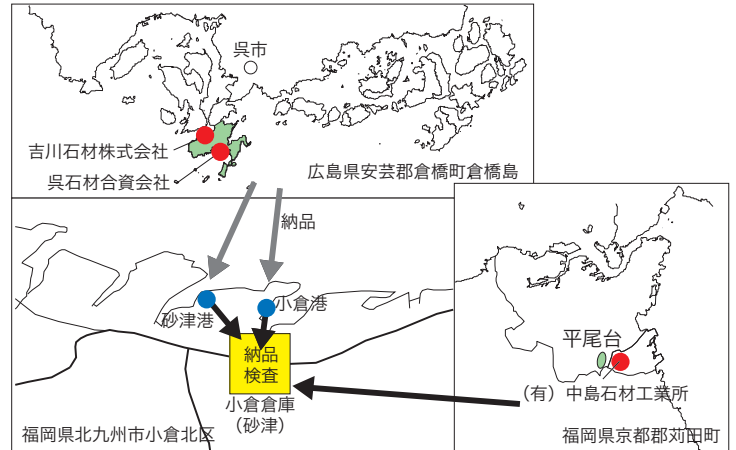 呉市
吉川石材株式会社
呉石材合資会社
広島県安芸郡倉橋町倉橋島
納品
砂津港
小倉港
納品
検査
小倉倉庫
（砂津）
福岡県北九州市小倉北区
平尾台
（有）中島石材工業所
福岡県京都郡苅田町